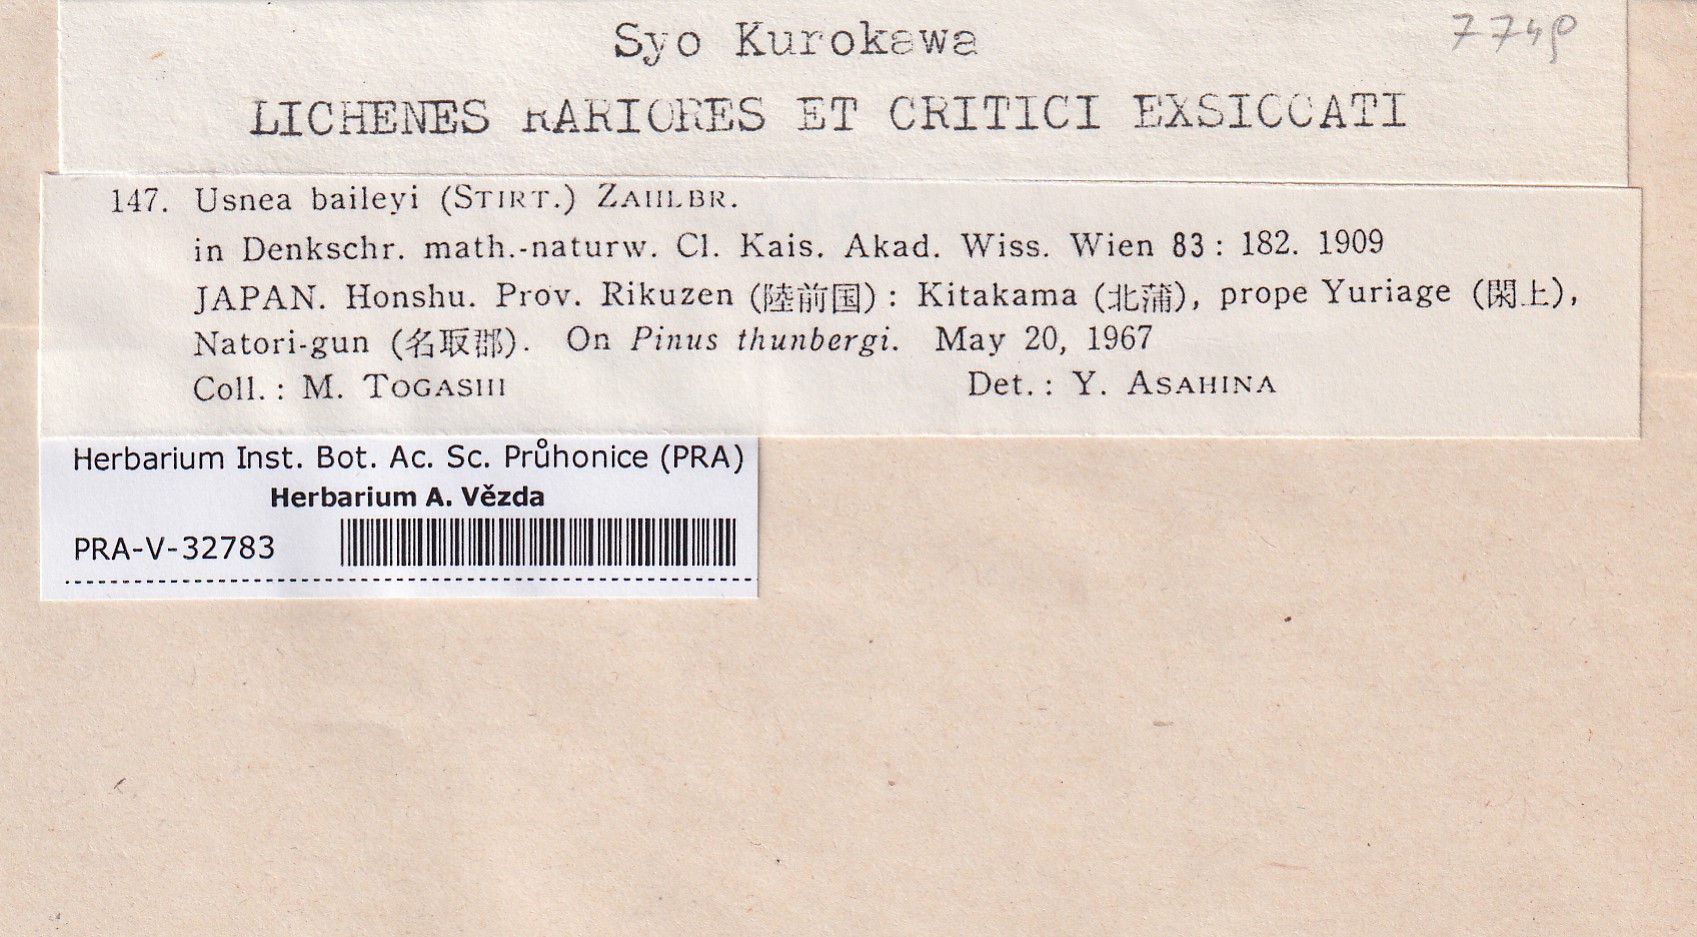 Syo Kurokawa
LICHENES RARIORES ET CRITICI EXSICCATI
147. Usnea baileyi (STIRT.) ZAHLBR.
in Denkschr. math.-naturw. Cl. Kais. Akad. Wiss. Wien 83 : 182. 1909
JAPAN. Honshu. Prov. Rikuzen (陸前国) : Kitakama (北蒲), prope Yuriage (閖上),
Natori-gun (名取郡). On Pinus thunbergi. May 20, 1967
Coll. : M. TOGASHI Det. : Y. ASAHINA
Herbarium Inst. Bot. Ac. Sc. Průhonice (PRA)
Herbarium A. Vězda
PRA-V-32783